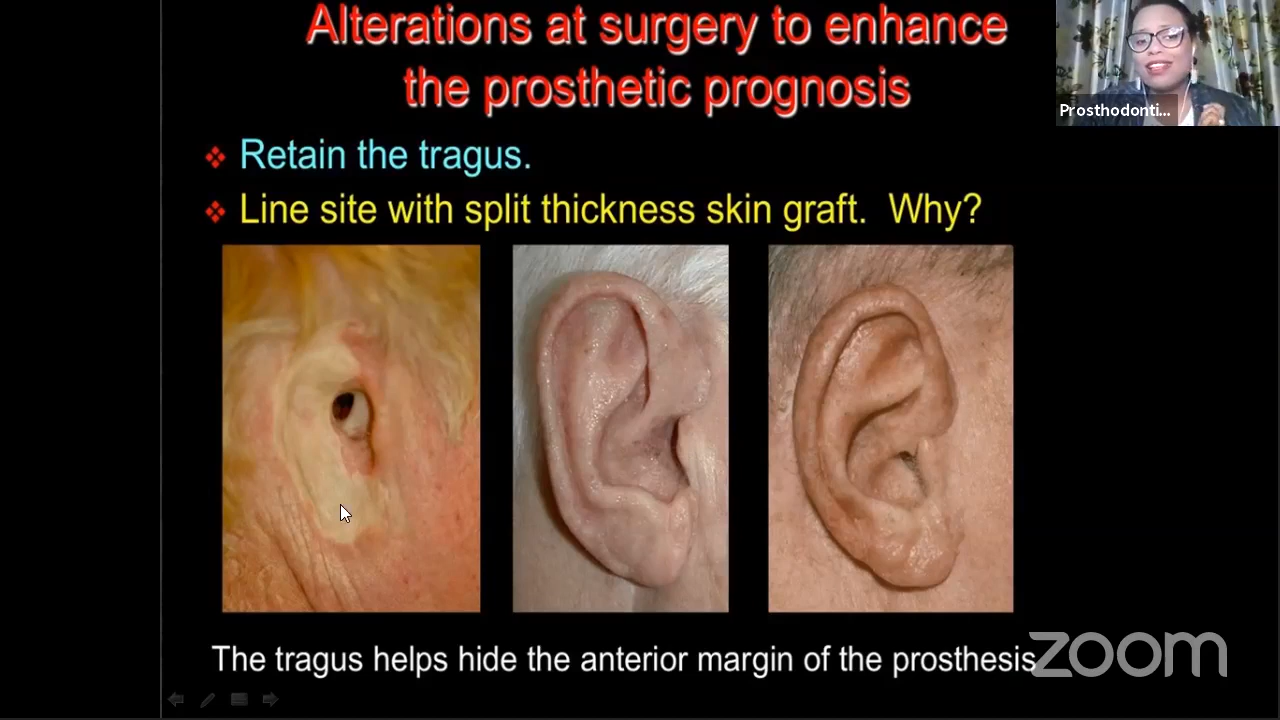 Alterations at surgery to enhance
the prosthetic prognosis
Prosthodonti...
Retain the tragus.
Line site with split thickness skin graft. Why?
The tragus helps hide the anterior margin of the prosthesis
zoom